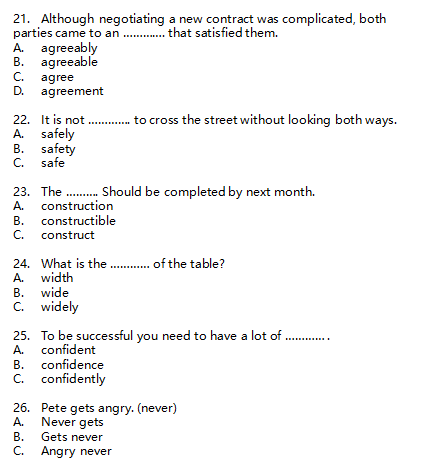 21. Although negotiating a new contract was complicated, both
parties came to an ............. that satisfied them.
A. agreeably
B. agreeable
C. agree
D. agreement
22. It is not ............. to cross the street without looking both ways.
A. safely
B. safety
C. safe
23. The .......... Should be completed by next month.
A. construction
B. constructible
C. construct
24. What is the ............ of the table?
A. width
B. wide
C. widely
25. To be successful you need to have a lot of ............. .
A. confident
B. confidence
C. confidently
26. Pete gets angry. (never)
A. Never gets
B. Gets never
C. Angry never